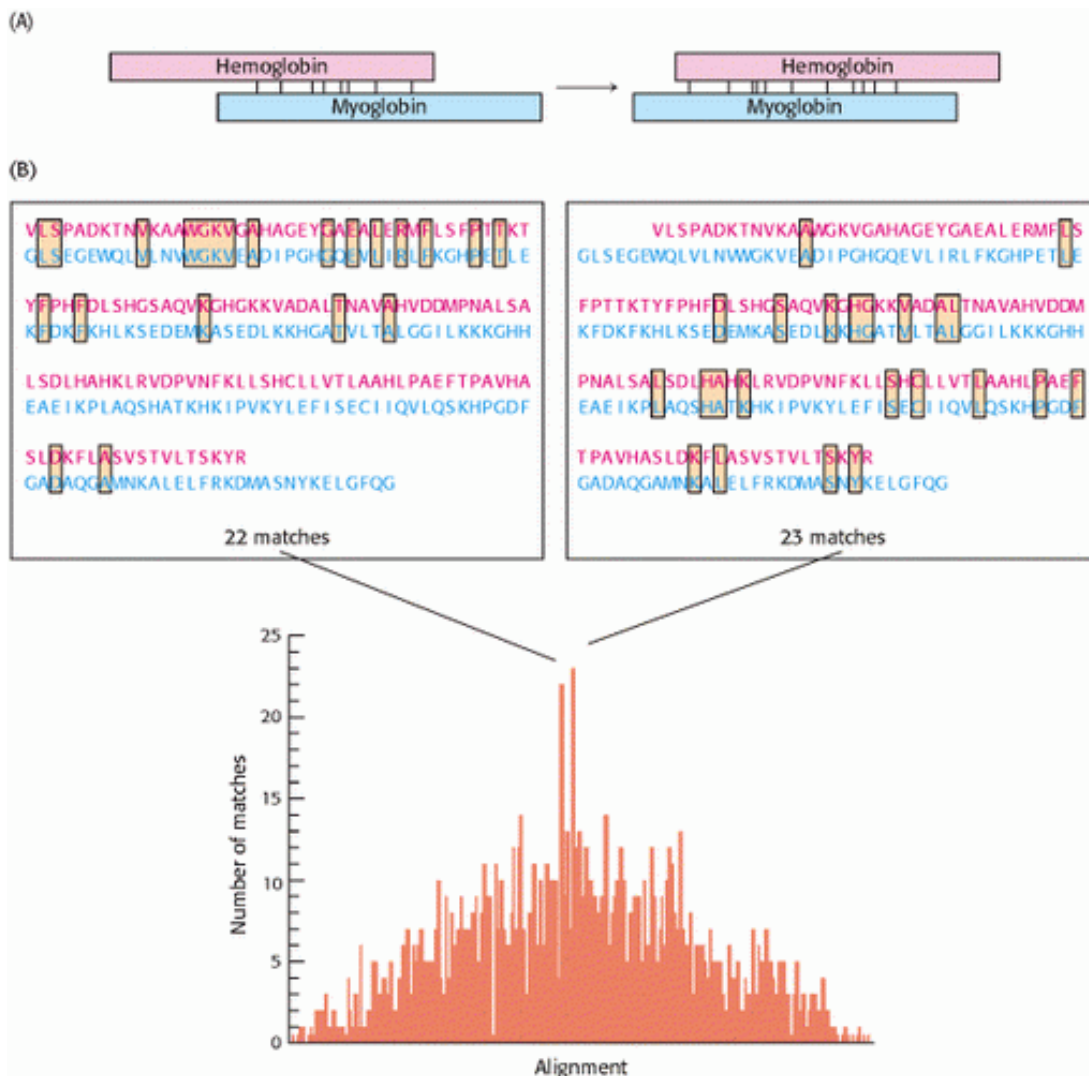 (A)
Hemoglobin
Myoglobin
Hemoglobin
Myoglobin
(B)
VLSPADKTNVKAAWGKVGAHAGEYGAEALERMFLSFPTTKT
GLSEGEWQLVLNVWGKVEADIPGHGQEVLIRLFKGHPETLE
YFPHFDLSHGSAQVKGHGKKVADALTNAVAHVDDMPNALSA
KFDKFKHLKSEDEMKASEDLKKHGATVLTALGGILKKKGHH
LSDLHAHKLRVDPVNFKLLSHCLLVTLAAHLPAEFTPAVHA
EAEIKPLAQSHATKHKIPVKYLEFISECIIQVLQSKHPGDF
SLDKFLASVSTVLTSKYR
GADAQGAMNKALELFRKDMASNYKELGFQG
22 matches
VLSPADKTNVKAAWGKVGAHAGEYGAEALERMFLS
GLSEGEWQLVLNVWGKVEADIPGHGQEVLIRLFKGHPETLE
FPTTKTYFPHFDLSHGSAQVKGHGKKVADALTNAVAHVDDM
KFDKFKHLKSEDEMKASEDLKKHGATVLTALGGILKKKGHH
PNALSALSDLHAHKLRVDPVNFKLLSHCLLVTLAAHLPAEF
EAEIKPLAQSHATKHKIPVKYLEFISECIIQVLQSKHPGDF
TPAVHASLDKFLASVSTVLTSKYR
GADAQGAMNKALELFRKDMASNYKELGFQG
23 matches
25
20
15
10
5
0
Number of matches
Alignment